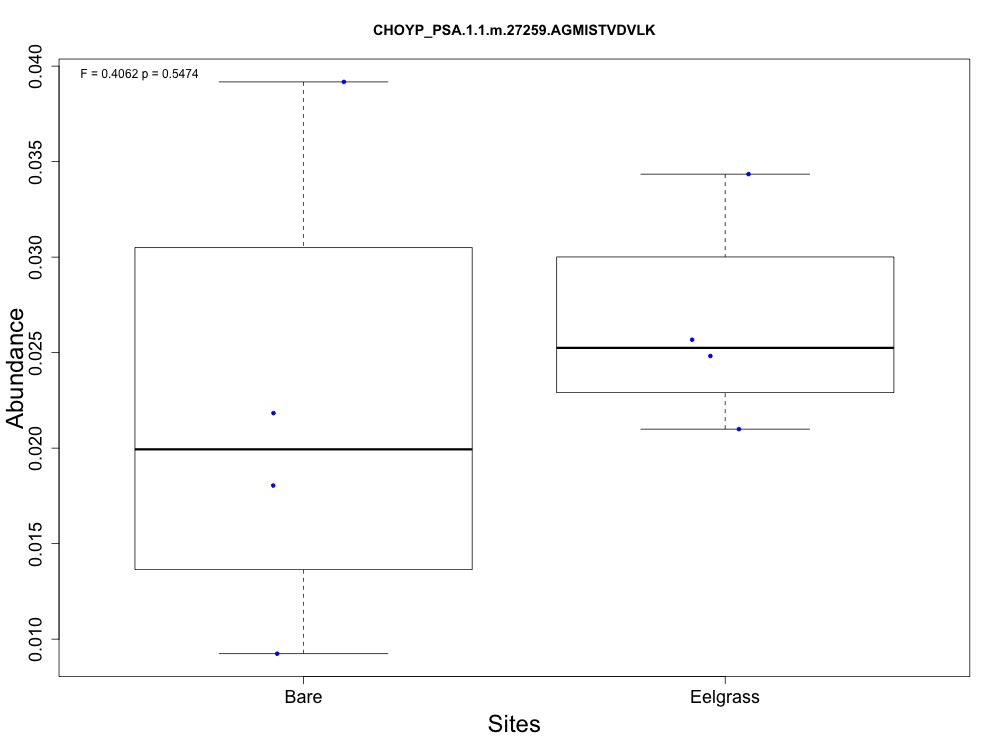 CHOYP_PSA.1.1.m.27259.AGMISTVDVLK
F = 0.4062 p = 0.5474
0.040
0.035
0.030
0.025
0.020
0.015
0.010
Abundance
Bare
Eelgrass
Sites